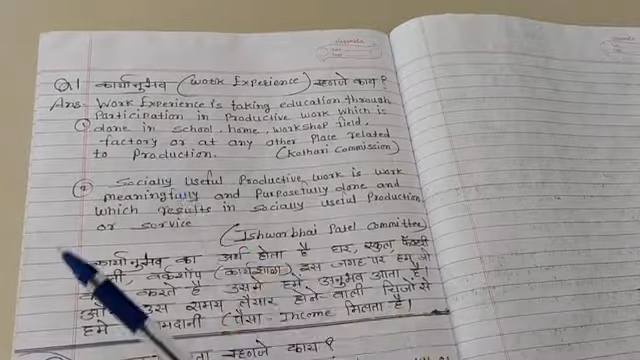 Q.1 कार्यानुभव (Work Experience) म्हणजे काय ?
Ans- Work Experience is taking education through
① Participation in Productive work which is
done in school, home, workshop field,
factory or at any other Place related
to Production. (Kothari Commission)
② Socially Useful Productive work is work
meaningfully and Purposefully done and
which results in socially useful Production
or sorvice
(Ishwarbhai Patel Committee)
कार्यानुभव का अर्थ होता है घर, स्कूल फॅक्टरी
वर्कशॉप (कार्यशाला) इस जगह पर हम जो
करते है उसमे हमे अनुभव आता है।
उस समय तैयार होने वाली चिजो से
हमे (पैसा - Income मिलता है।
म्हणजे काय ?